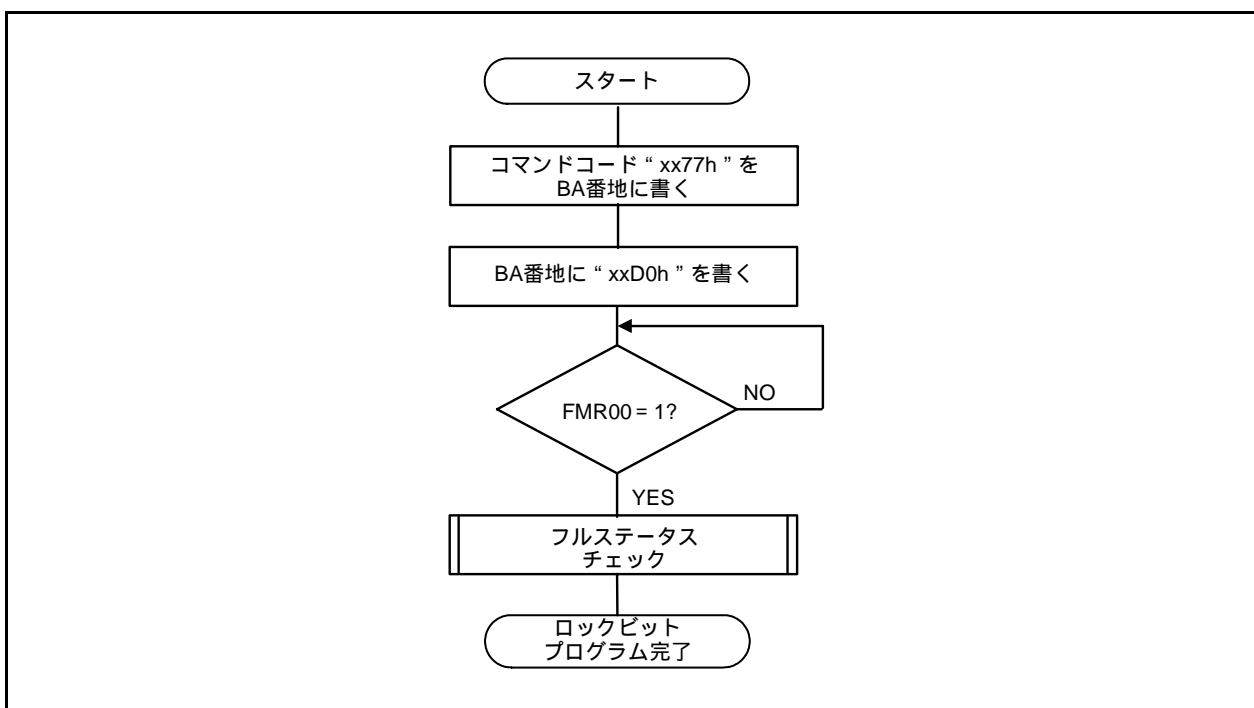 スタート
コマンドコード“ xx77h ”を
BA番地に書く
BA番地に“ xxD0h ”を書く
FMR00 = 1?
NO
YES
フルステータス
チェック
ロックビット
プログラム完了